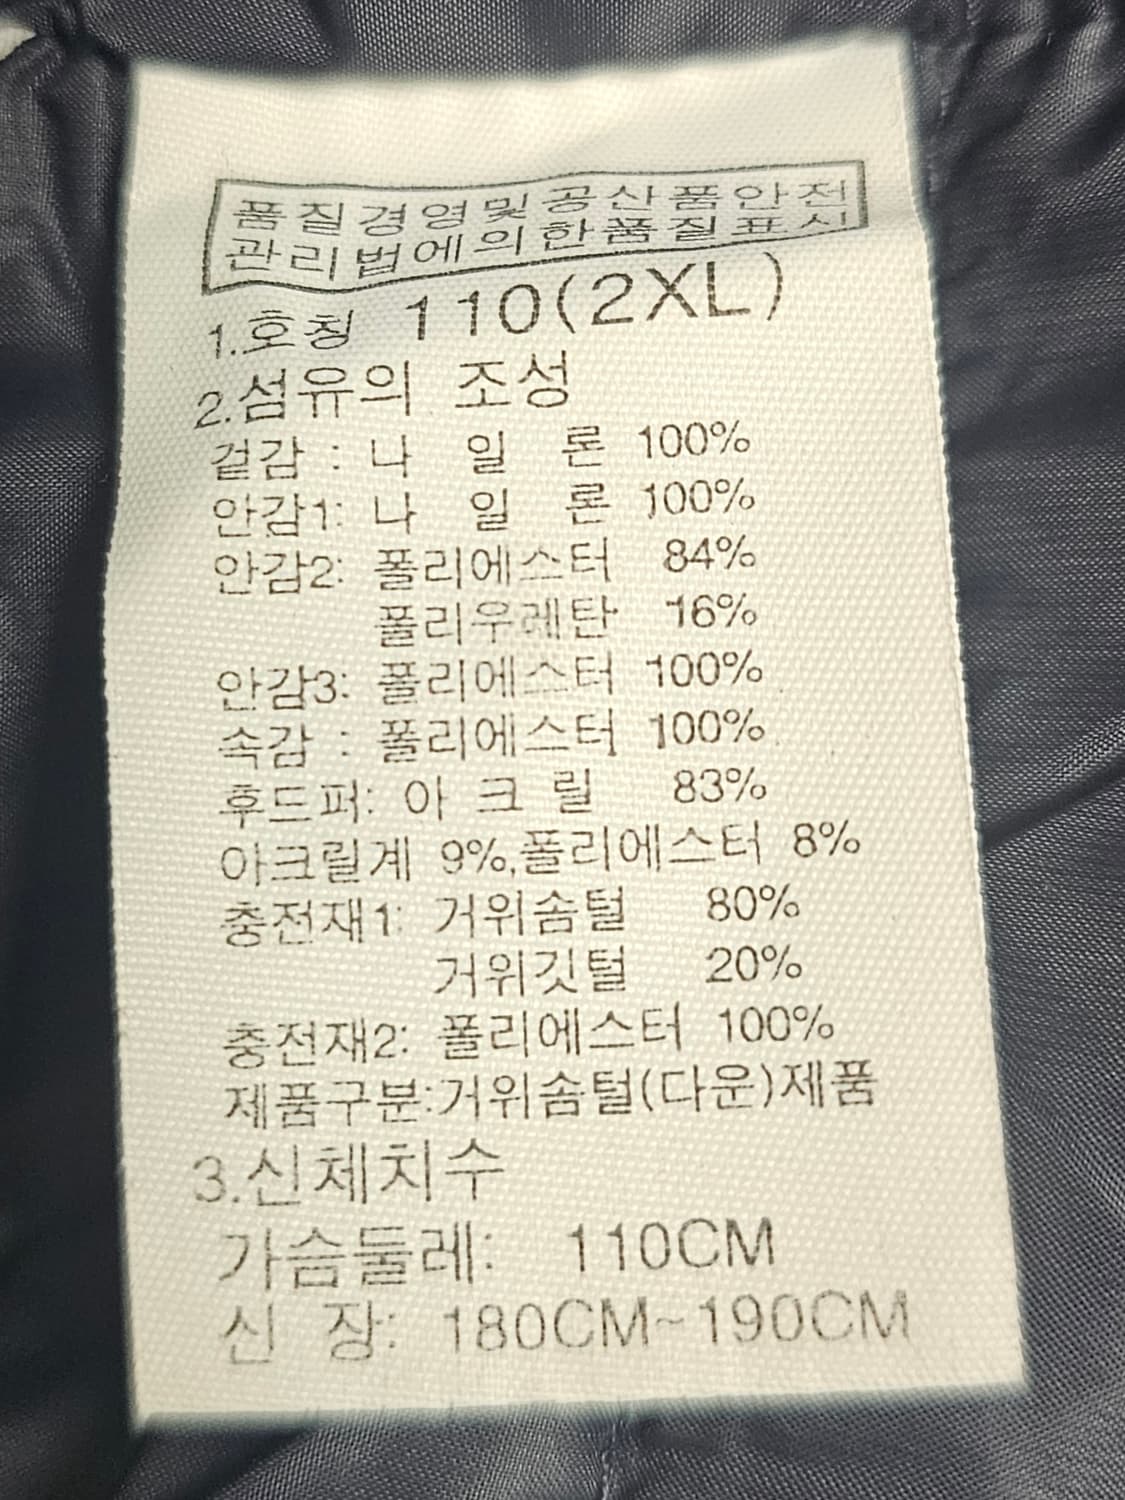 품질경영및공산품안전
관리법에의한품질표시
1.호칭 110(2XL)
2.섬유의 조성
겉감 : 나 일 론 100%
안감1: 나 일 론 100%
안감2: 폴리에스터 84%
폴리우레탄 16%
안감3: 폴리에스터 100%
속감 : 폴리에스터 100%
후드퍼: 아 크 릴 83%
아크릴계 9%,폴리에스터 8%
충전재1: 거위솜털 80%
거위깃털 20%
충전재2: 폴리에스터 100%
제품구분:거위솜털(다운)제품
3.신체치수
가슴둘레: 110CM
신 장: 180CM~190CM